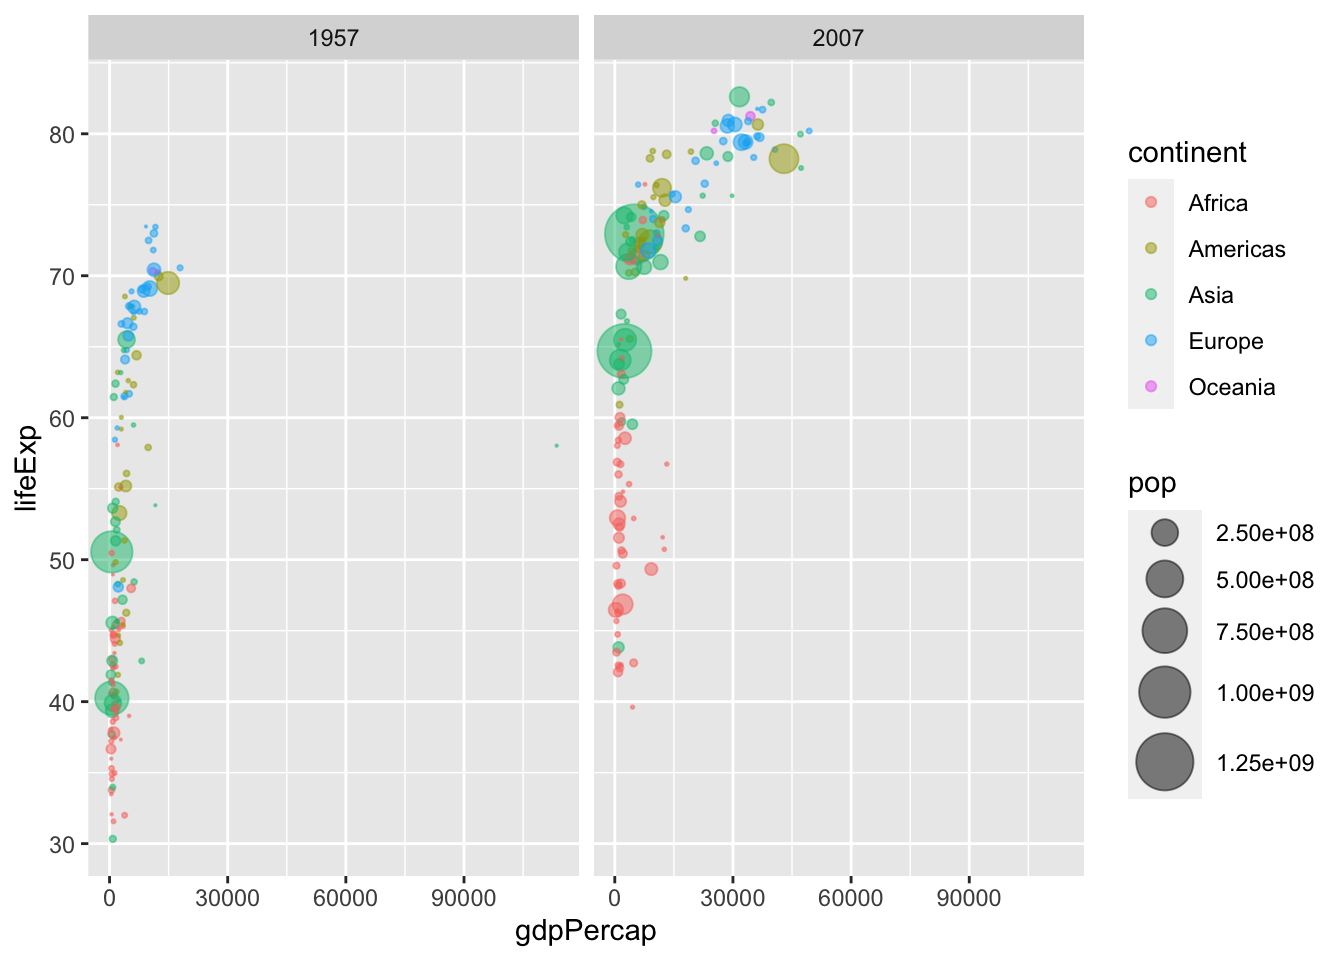 1957
2007
80
70
60
50
40
30
lifeExp
0
30000
60000
90000
0
30000
60000
90000
gdpPercap
continent
Africa
Americas
Asia
Europe
Oceania
pop
2.50e+08
5.00e+08
7.50e+08
1.00e+09
1.25e+09